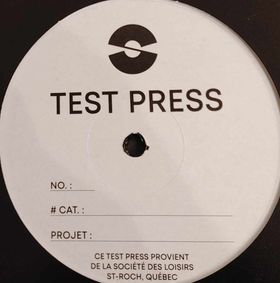 TEST PRESS
NO. :
# CAT. :
PROJET :
CE TEST PRESS PROVIENT
DE LA SOCIÉTÉ DES LOISIRS
ST-ROCH, QUÉBEC